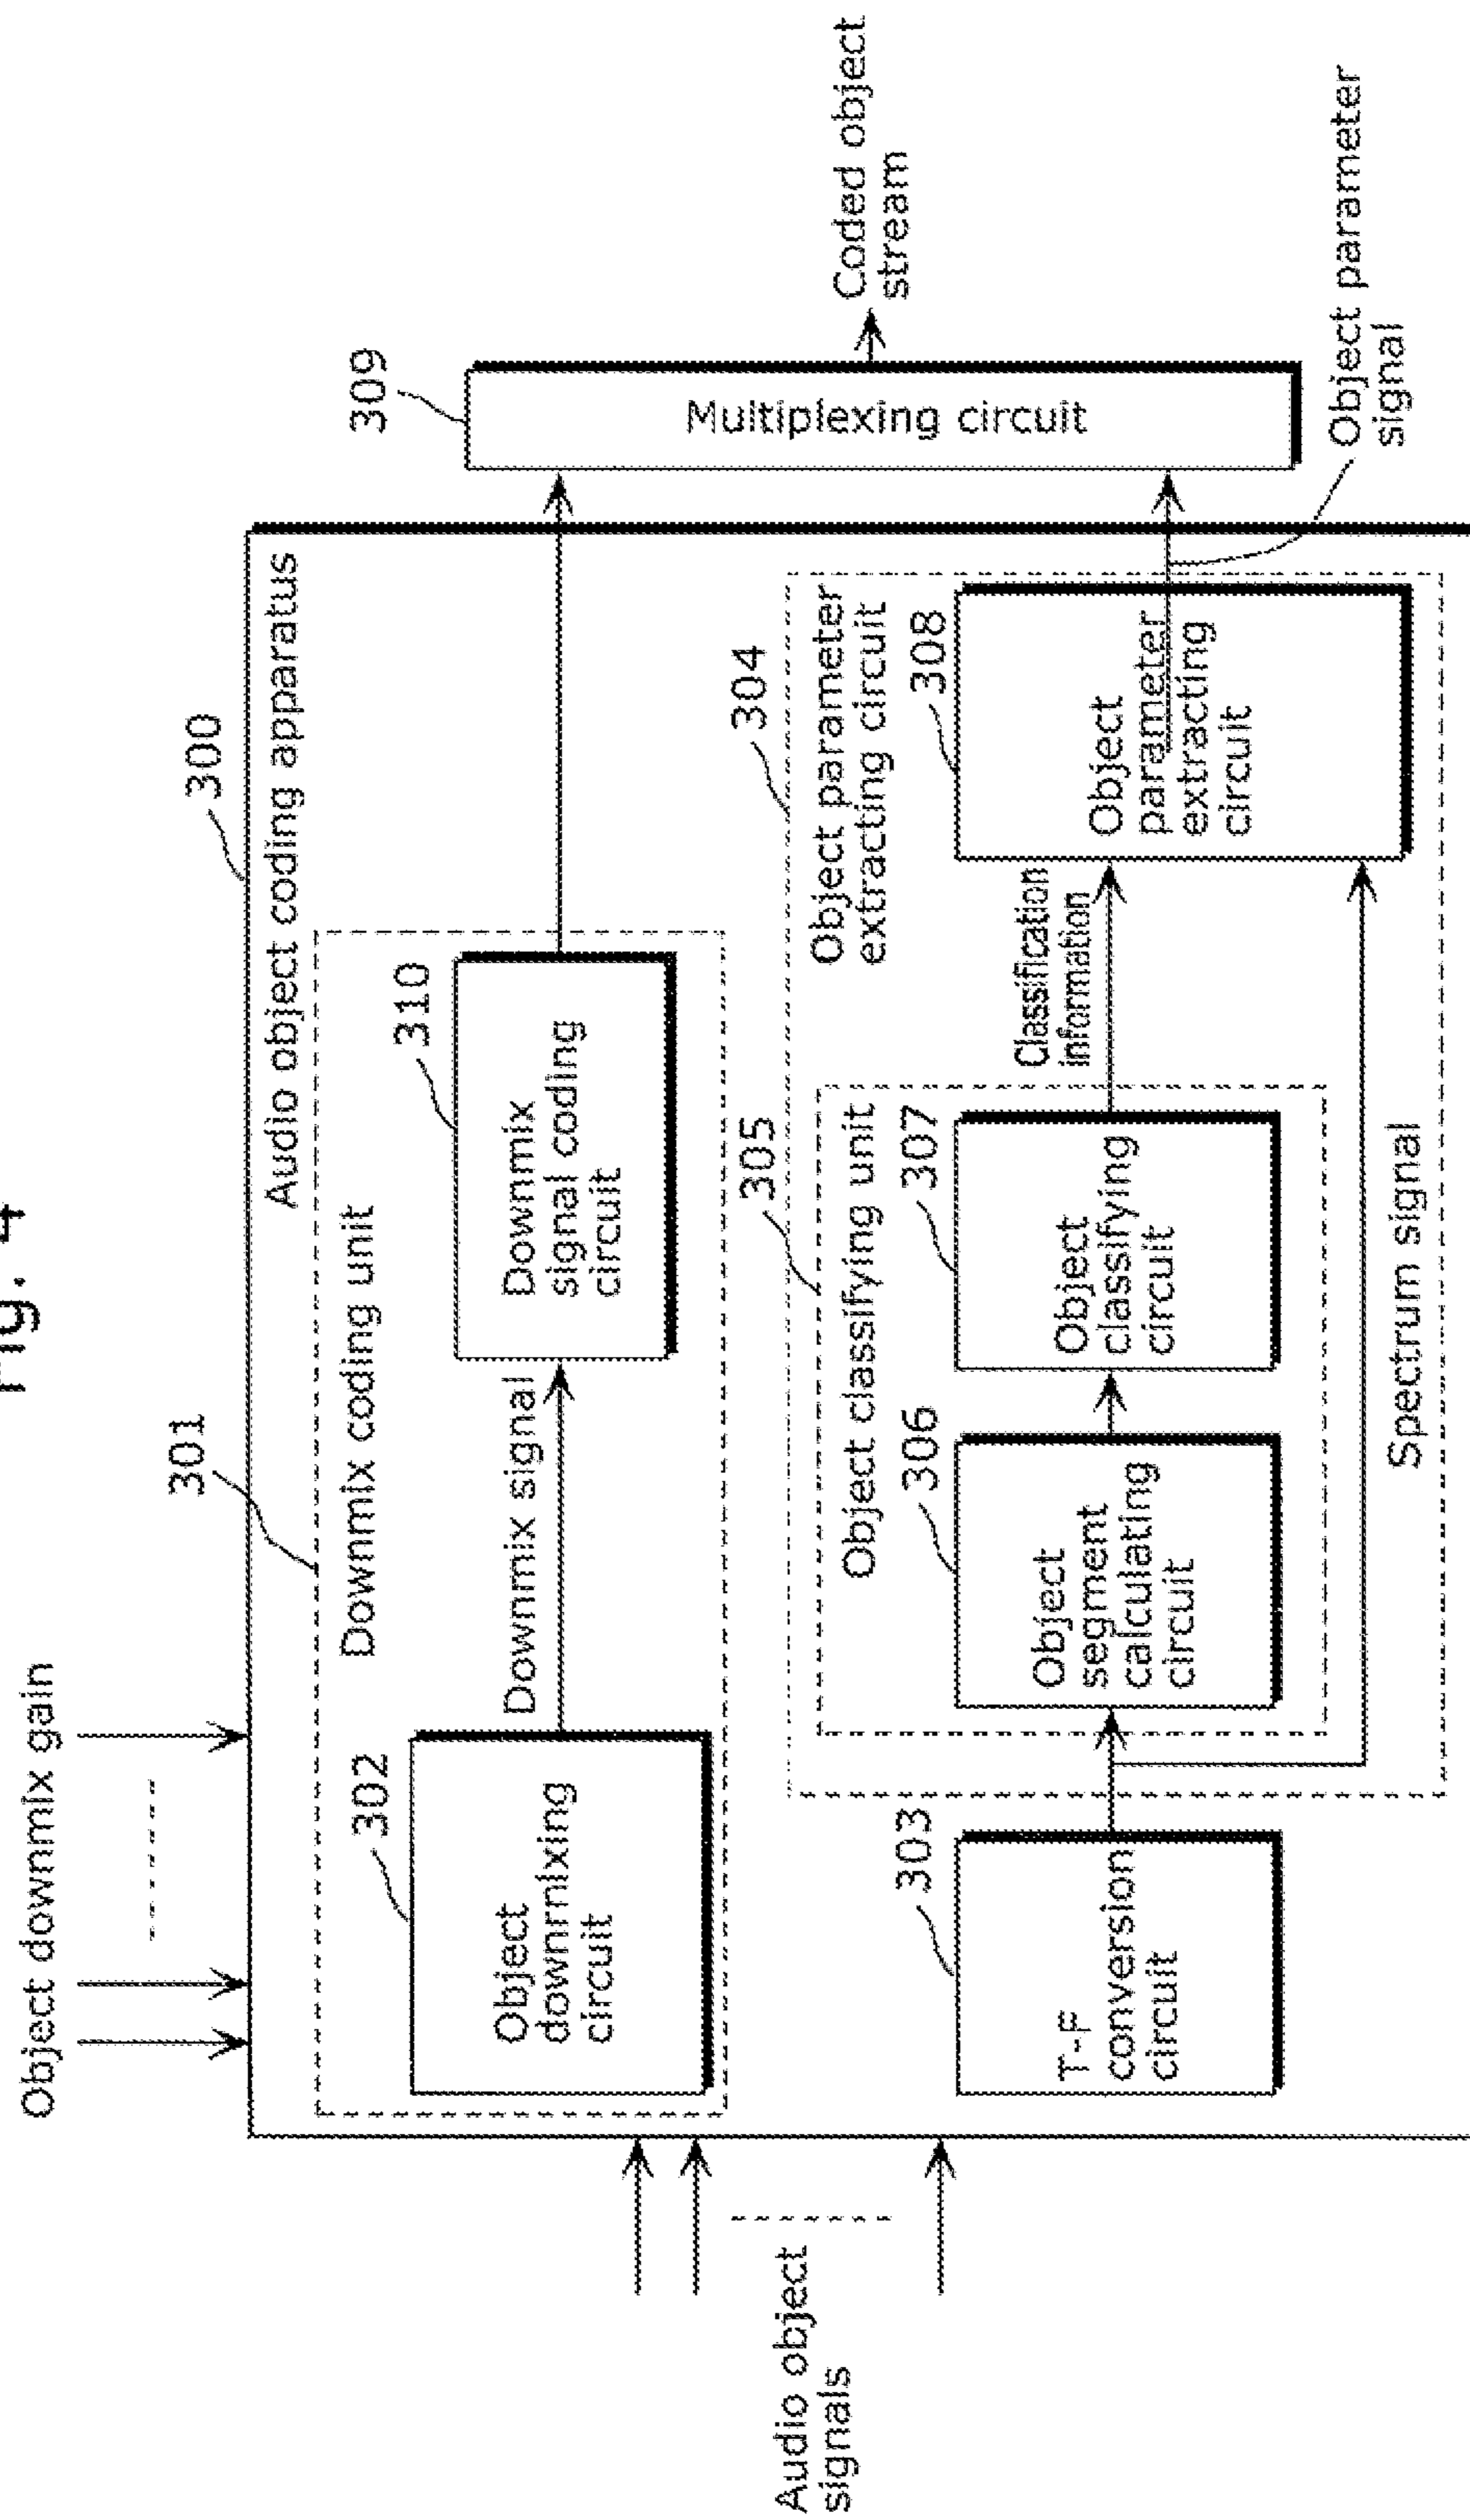 Fig. 4
Object downmix gain
300
Audio object coding apparatus
301
Downmix coding unit
302
Object
downmixing
circuit
Downmix signal
310
Downmix
signal coding
circuit
309
Multiplexing circuit
Coded object
stream
Audio object
signals
303
T-F
conversion
circuit
304
Object parameter
extracting circuit
305
Object classifying unit
306
Object
segment
calculating
circuit
307
Object
classifying
circuit
Classification
information
308
Object
parameter
extracting
circuit
Spectrum signal
Object parameter
signal